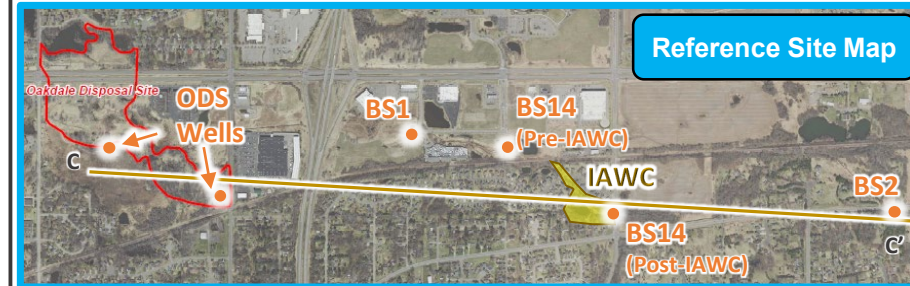 Reference Site Map
Oakdale Disposal Site
ODS
Wells
C
BS1
BS14
(Pre-IAWC)
IAWC
BS14
(Post-IAWC)
BS2
C'